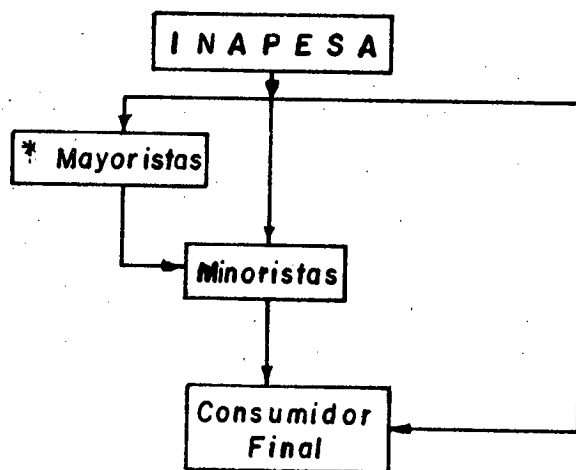 INAPESA
* Mayoristas
Minoristas
Consumidor
Final